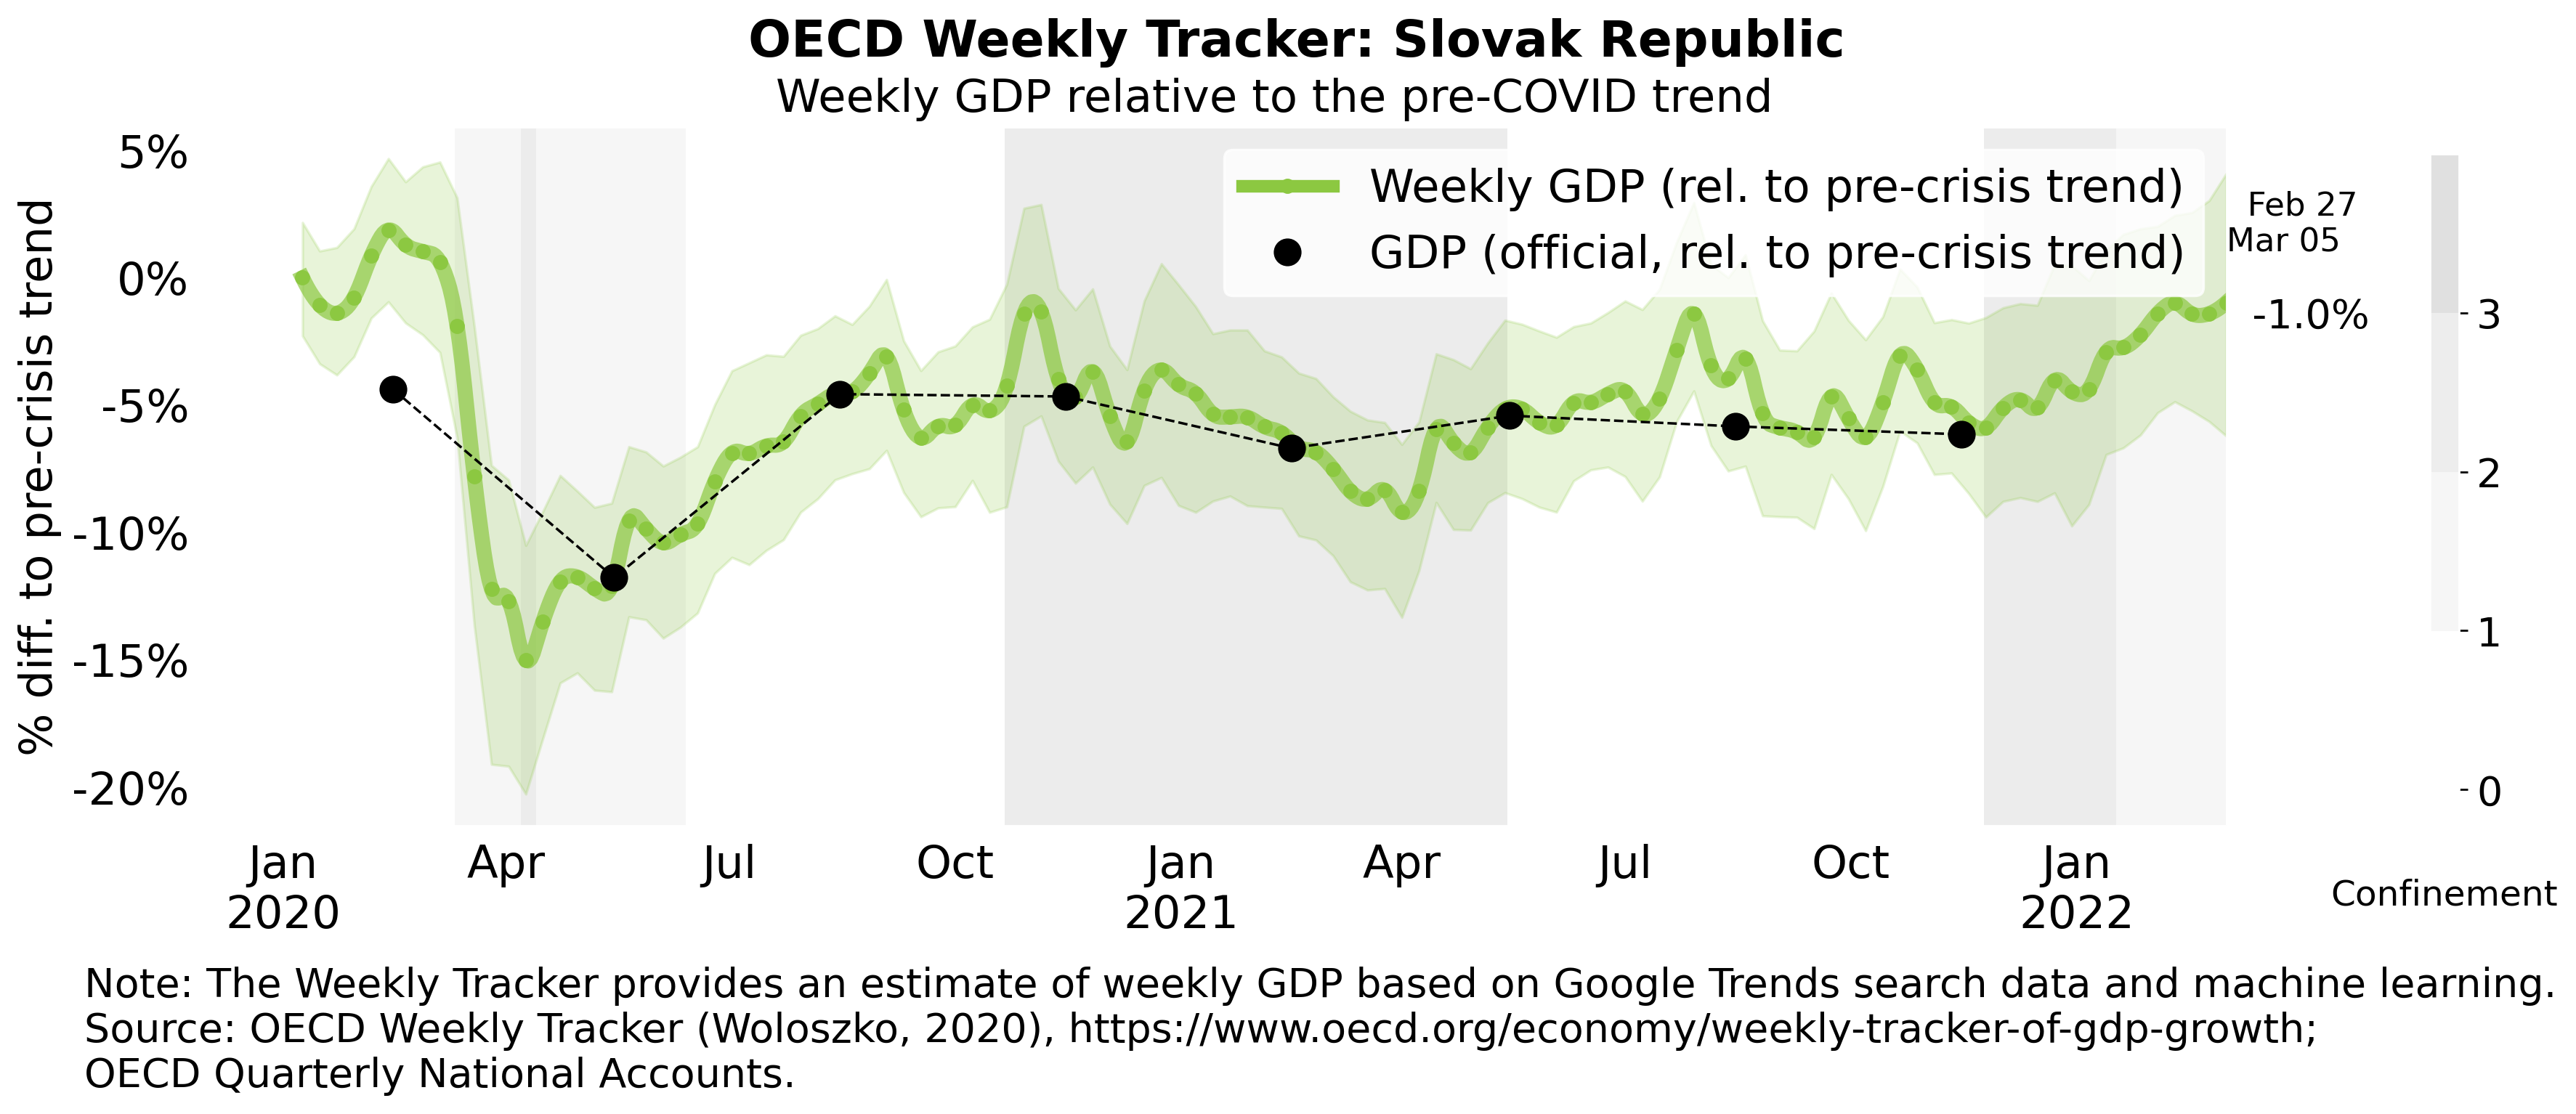 OECD Weekly Tracker: Slovak Republic
Weekly GDP relative to the pre-COVID trend
% diff. to pre-crisis trend
5%
0%
-5%
-10%
-15%
-20%
Weekly GDP (rel. to pre-crisis trend)
GDP (official, rel. to pre-crisis trend)
Feb 27
Mar 05
-1.0%
3
2
1
0
Confinement
Jan Apr Jul Oct Jan Apr Jul Oct Jan
2020 2021 2022
Note: The Weekly Tracker provides an estimate of weekly GDP based on Google Trends search data and machine learning.
Source: OECD Weekly Tracker (Woloszko, 2020), https://www.oecd.org/economy/weekly-tracker-of-gdp-growth;
OECD Quarterly National Accounts.